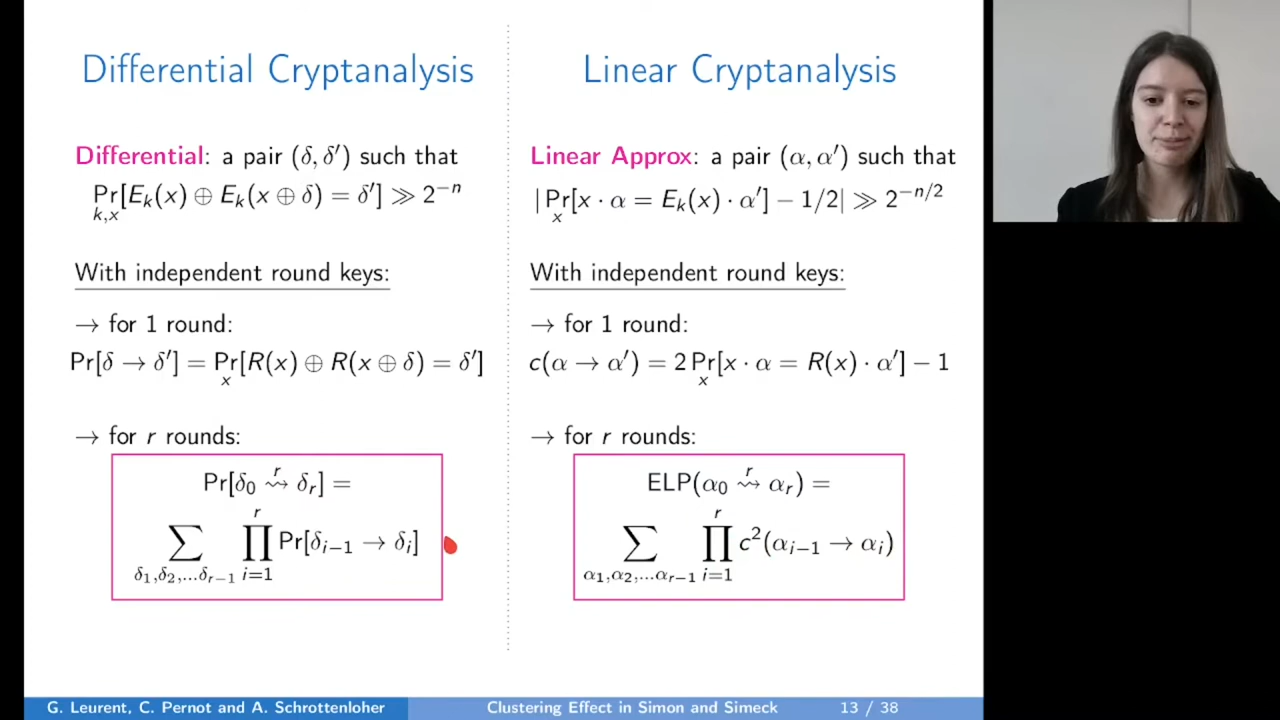 Differential Cryptanalysis
Differential: a pair (δ, δ′) such that
Pr[E_k(x) ⊕ E_k(x ⊕ δ) = δ′] ≫ 2^{−n}
k,x
With independent round keys:
→ for 1 round:
Pr[δ → δ′] = Pr[R(x) ⊕ R(x ⊕ δ) = δ′]
x
→ for r rounds:
Pr[δ_0 ⇝^r δ_r] =
∑_{δ_1,δ_2,...δ_{r−1}} ∏_{i=1}^{r} Pr[δ_{i−1} → δ_i]
Linear Cryptanalysis
Linear Approx: a pair (α, α′) such that
|Pr[x · α = E_k(x) · α′] − 1/2| ≫ 2^{−n/2}
x
With independent round keys:
→ for 1 round:
c(α → α′) = 2 Pr[x · α = R(x) · α′] − 1
x
→ for r rounds:
ELP(α_0 ⇝^r α_r) =
∑_{α_1,α_2,...α_{r−1}} ∏_{i=1}^{r} c^2(α_{i−1} → α_i)
G. Leurent, C. Pernot and A. Schrottenloher
Clustering Effect in Simon and Simeck
13 / 38